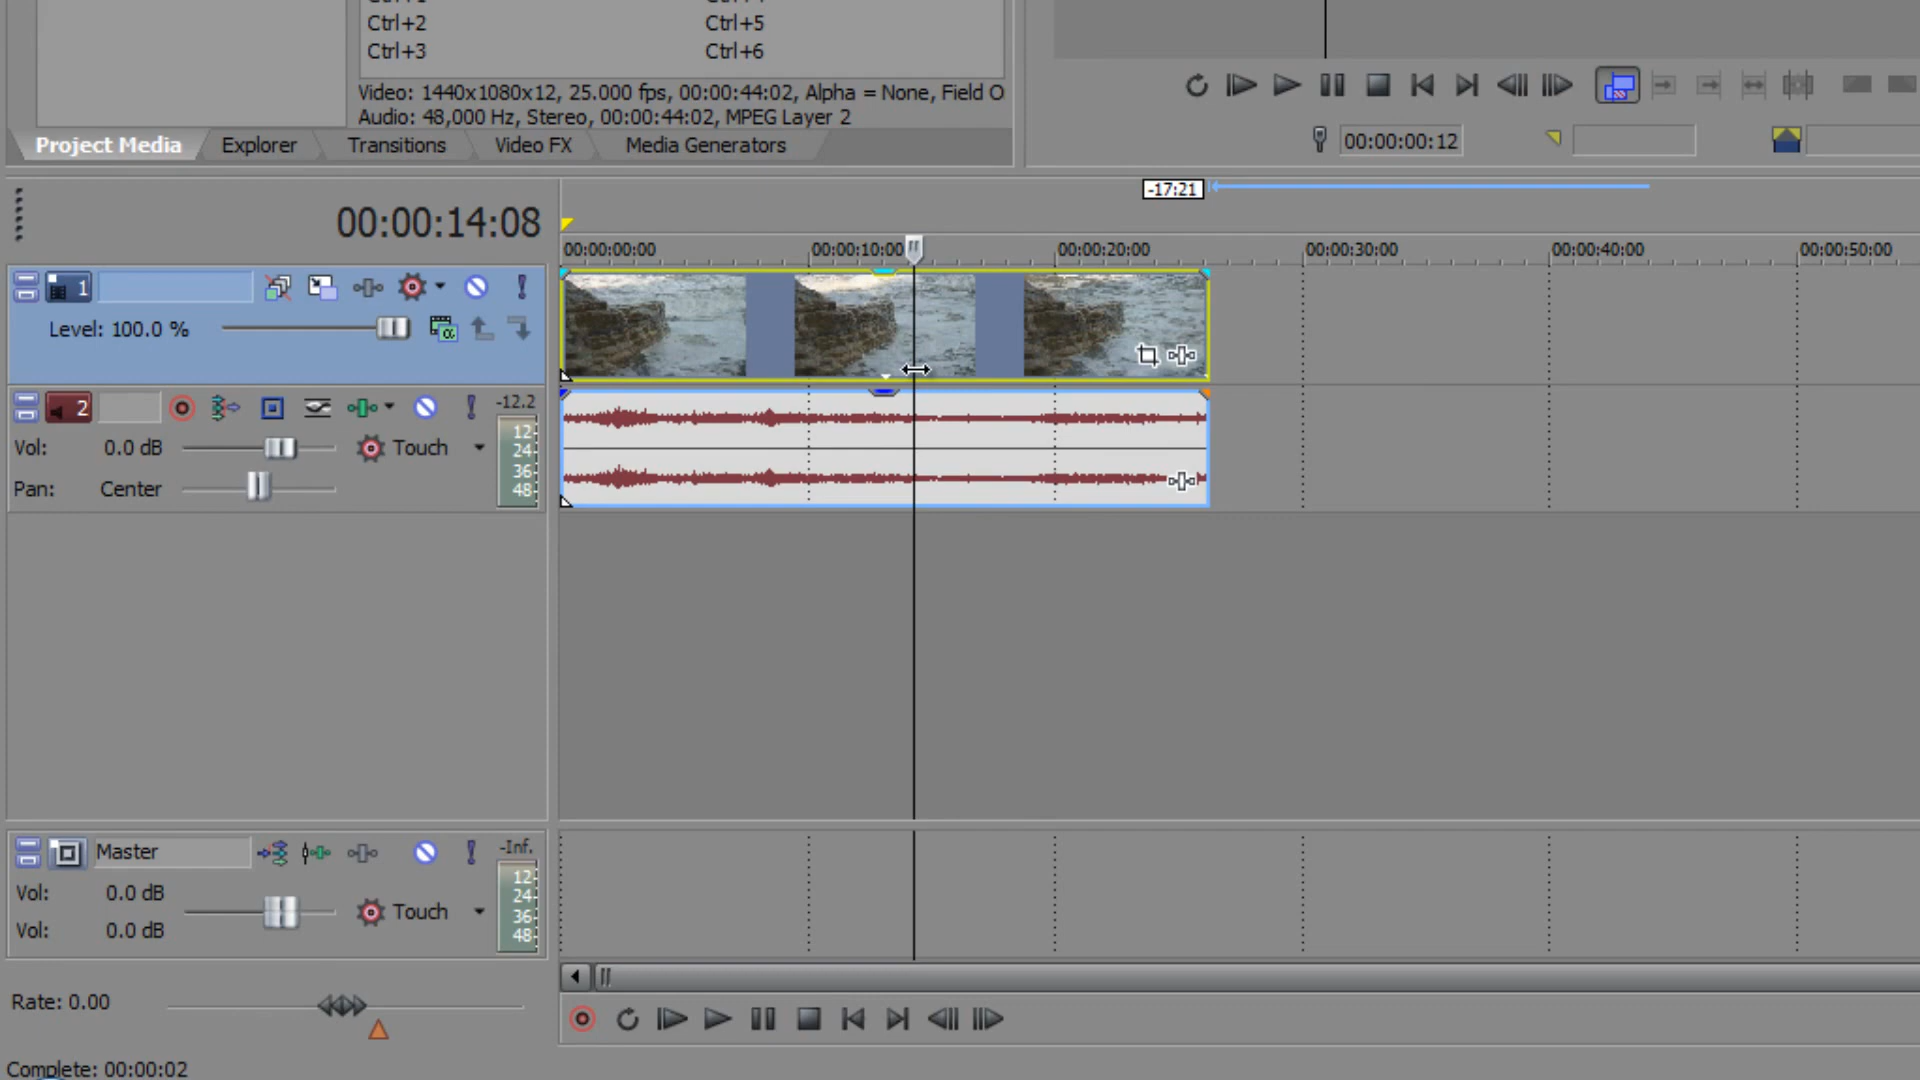 Ctrl+2 Ctrl+5
Ctrl+3 Ctrl+6
Video: 1440x1080x12, 25.000 fps, 00:00:44:02, Alpha = None, Field O
Audio: 48,000 Hz, Stereo, 00:00:44:02, MPEG Layer 2
Project Media Explorer Transitions Video FX Media Generators
00:00:00:12
-17:21
00:00:14:08
00:00:00:00 00:00:10:00 00:00:20:00 00:00:30:00 00:00:40:00 00:00:50:00
1
Level: 100.0 %
2 -12.2
Vol: 0.0 dB Touch
Pan: Center
12
24
36
48
Master -Inf.
Vol: 0.0 dB Touch
Vol: 0.0 dB
12
24
36
48
Rate: 0.00
Complete: 00:00:02